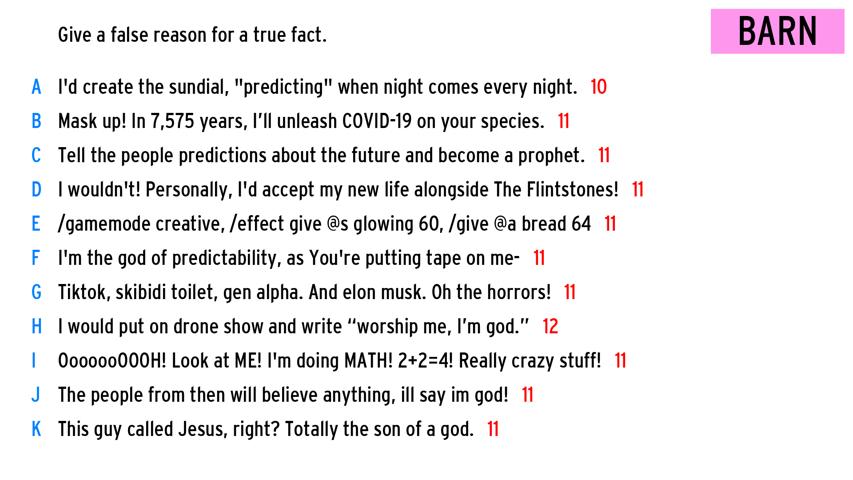 Give a false reason for a true fact.
BARN
A I'd create the sundial, "predicting" when night comes every night. 10
B Mask up! In 7,575 years, I’ll unleash COVID-19 on your species. 11
C Tell the people predictions about the future and become a prophet. 11
D I wouldn't! Personally, I'd accept my new life alongside The Flintstones! 11
E /gamemode creative, /effect give @s glowing 60, /give @a bread 64 11
F I'm the god of predictability, as You're putting tape on me- 11
G Tiktok, skibidi toilet, gen alpha. And elon musk. Oh the horrors! 11
H I would put on drone show and write “worship me, I’m god.” 12
I OoooooOOOH! Look at ME! I'm doing MATH! 2+2=4! Really crazy stuff! 11
J The people from then will believe anything, ill say im god! 11
K This guy called Jesus, right? Totally the son of a god. 11